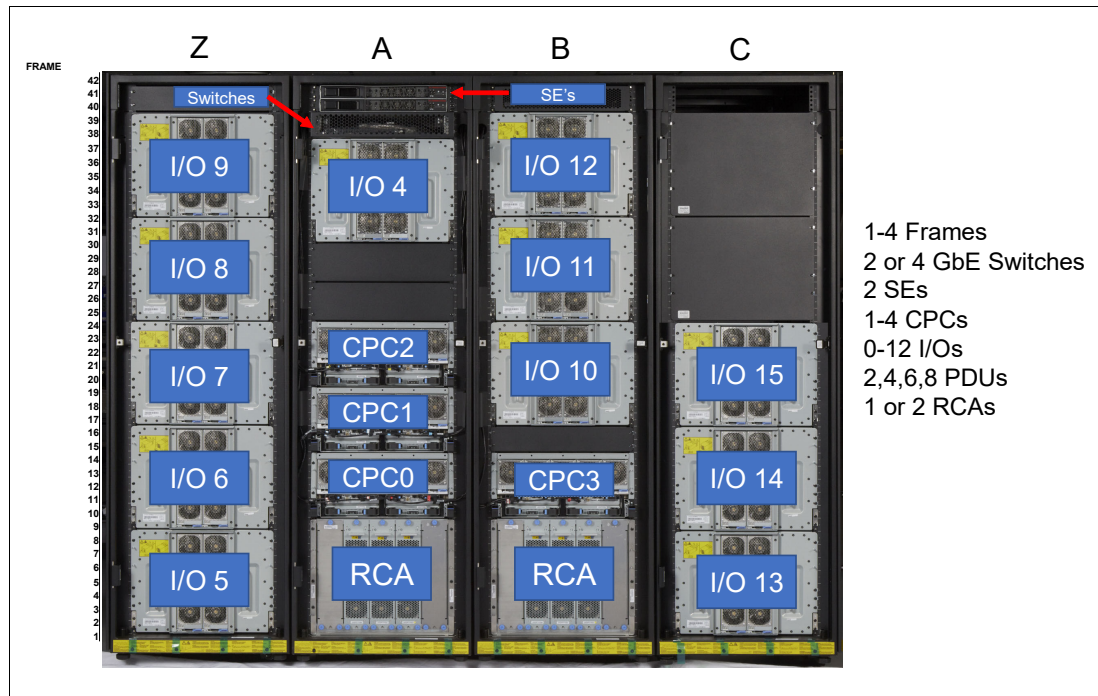 Z A B C
FRAME
42
41
40
39
38
37
36
35
34
33
32
31
30
29
28
27
26
25
24
23
22
21
20
19
18
17
16
15
14
13
12
11
10
9
8
7
6
5
4
3
2
1
Switches
SE's
I/O 9
I/O 8
I/O 7
I/O 6
I/O 5
I/O 4
CPC2
CPC1
CPC0
RCA
I/O 12
I/O 11
I/O 10
CPC3
RCA
I/O 15
I/O 14
I/O 13
1-4 Frames
2 or 4 GbE Switches
2 SEs
1-4 CPCs
0-12 I/Os
2,4,6,8 PDUs
1 or 2 RCAs